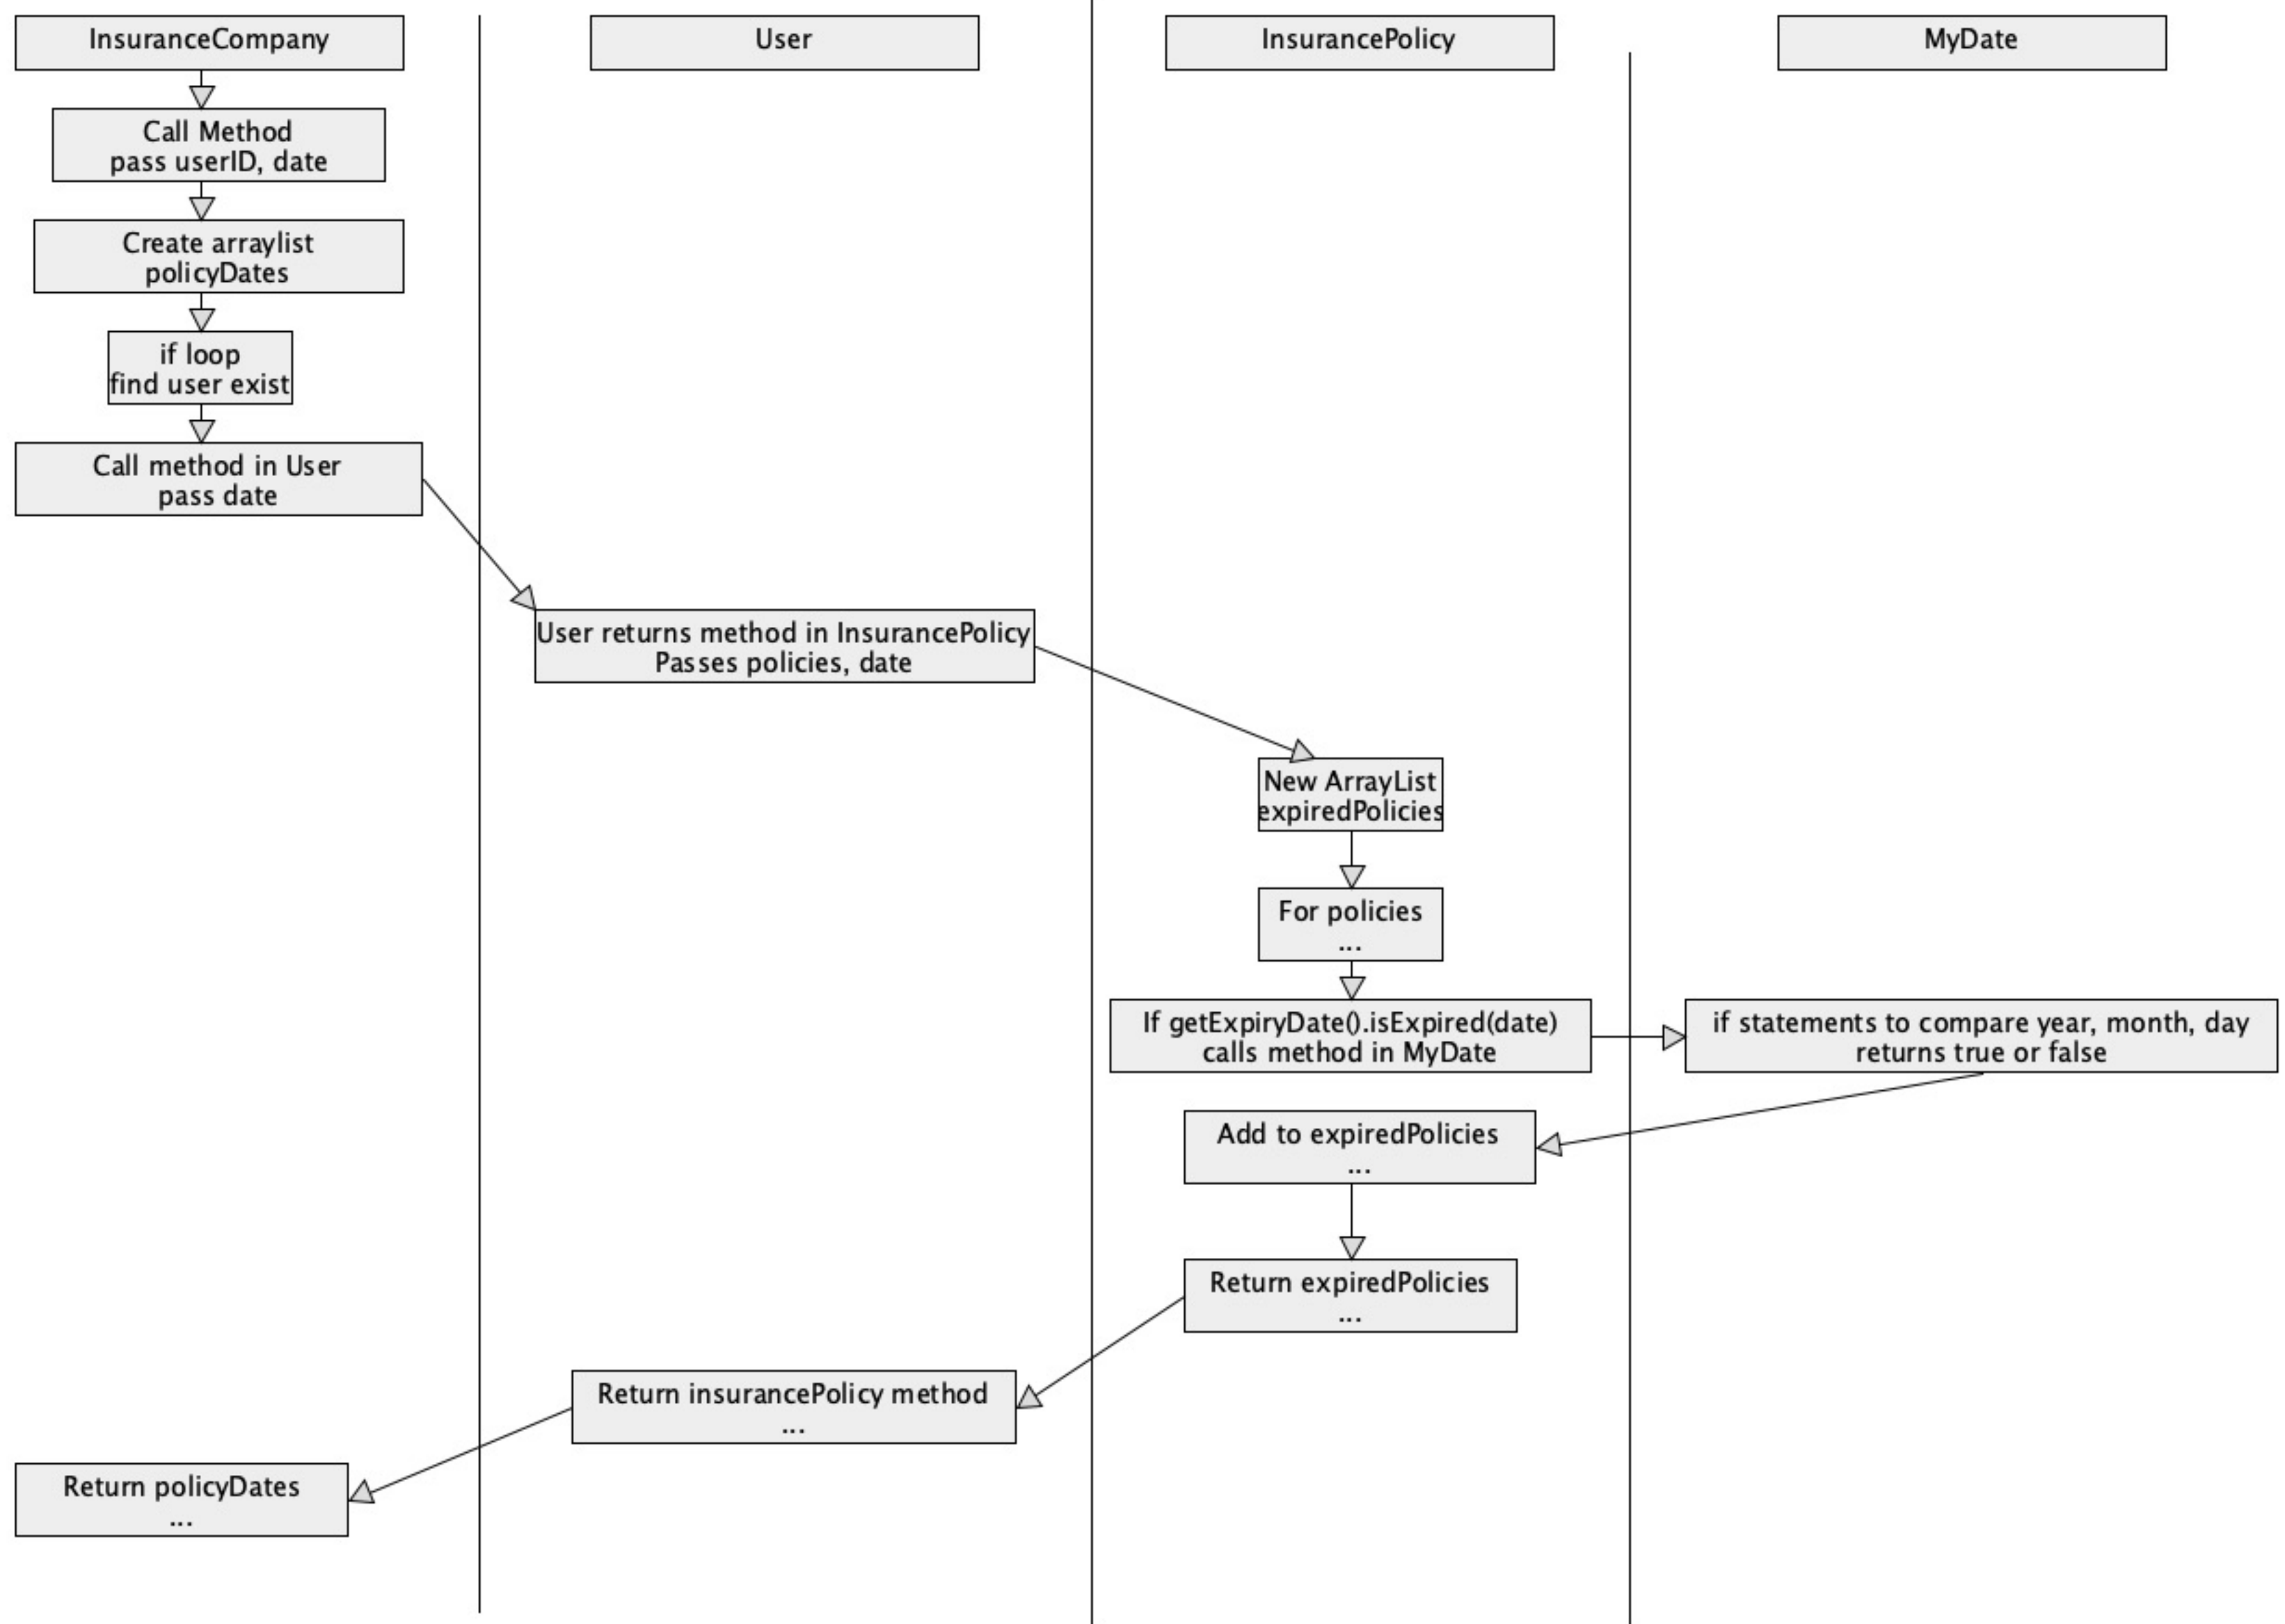 InsuranceCompany
User
InsurancePolicy
MyDate
Call Method
pass userID, date
Create arraylist
policyDates
if loop
find user exist
Call method in User
pass date
User returns method in InsurancePolicy
Passes policies, date
New ArrayList
expiredPolicies
For policies
...
If getExpiryDate().isExpired(date)
calls method in MyDate
if statements to compare year, month, day
returns true or false
Add to expiredPolicies
...
Return expiredPolicies
...
Return insurancePolicy method
...
Return policyDates
...